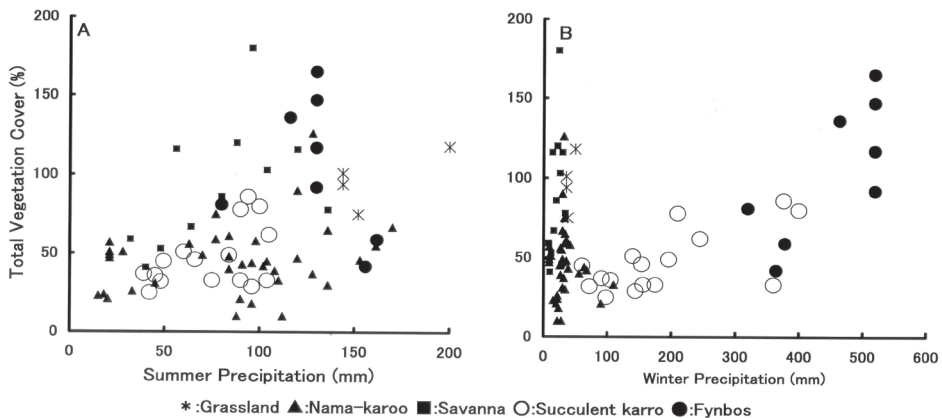 A
B
Total Vegetation Cover (%)
200
150
100
50
0
0 50 100 150 200
Summer Precipitation (mm)
200
150
100
50
0
0 100 200 300 400 500 600
Winter Precipitation (mm)
:Grassland :Nama-karoo :Savanna :Succulent karro :Fynbos